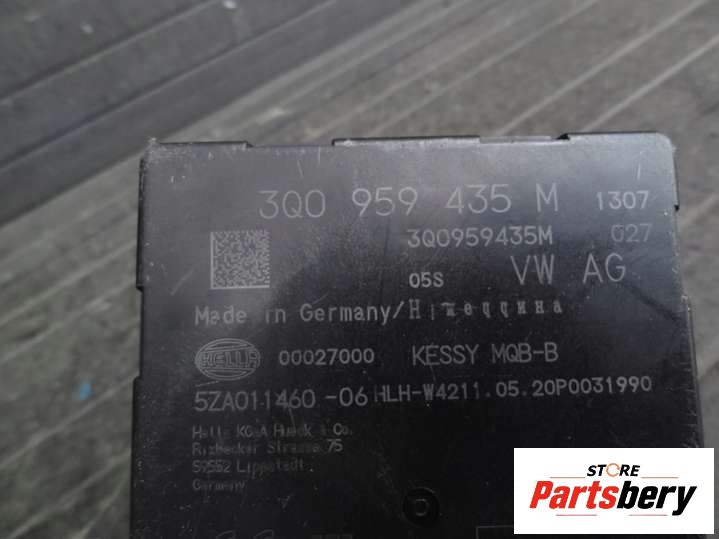 3Q0 959 435 M 1307
3Q0959435M 027
05S VW AG
Made in Germany/Німеччина
HELLA 00027000 KESSY MQB-B
5ZA011460-06 HLH-W4211.05.20P0031990
Hella KGaA Hueck & Co.
Rixbecker Strasse 75
59552 Lippstadt
Germany
D
STORE
Partsbery